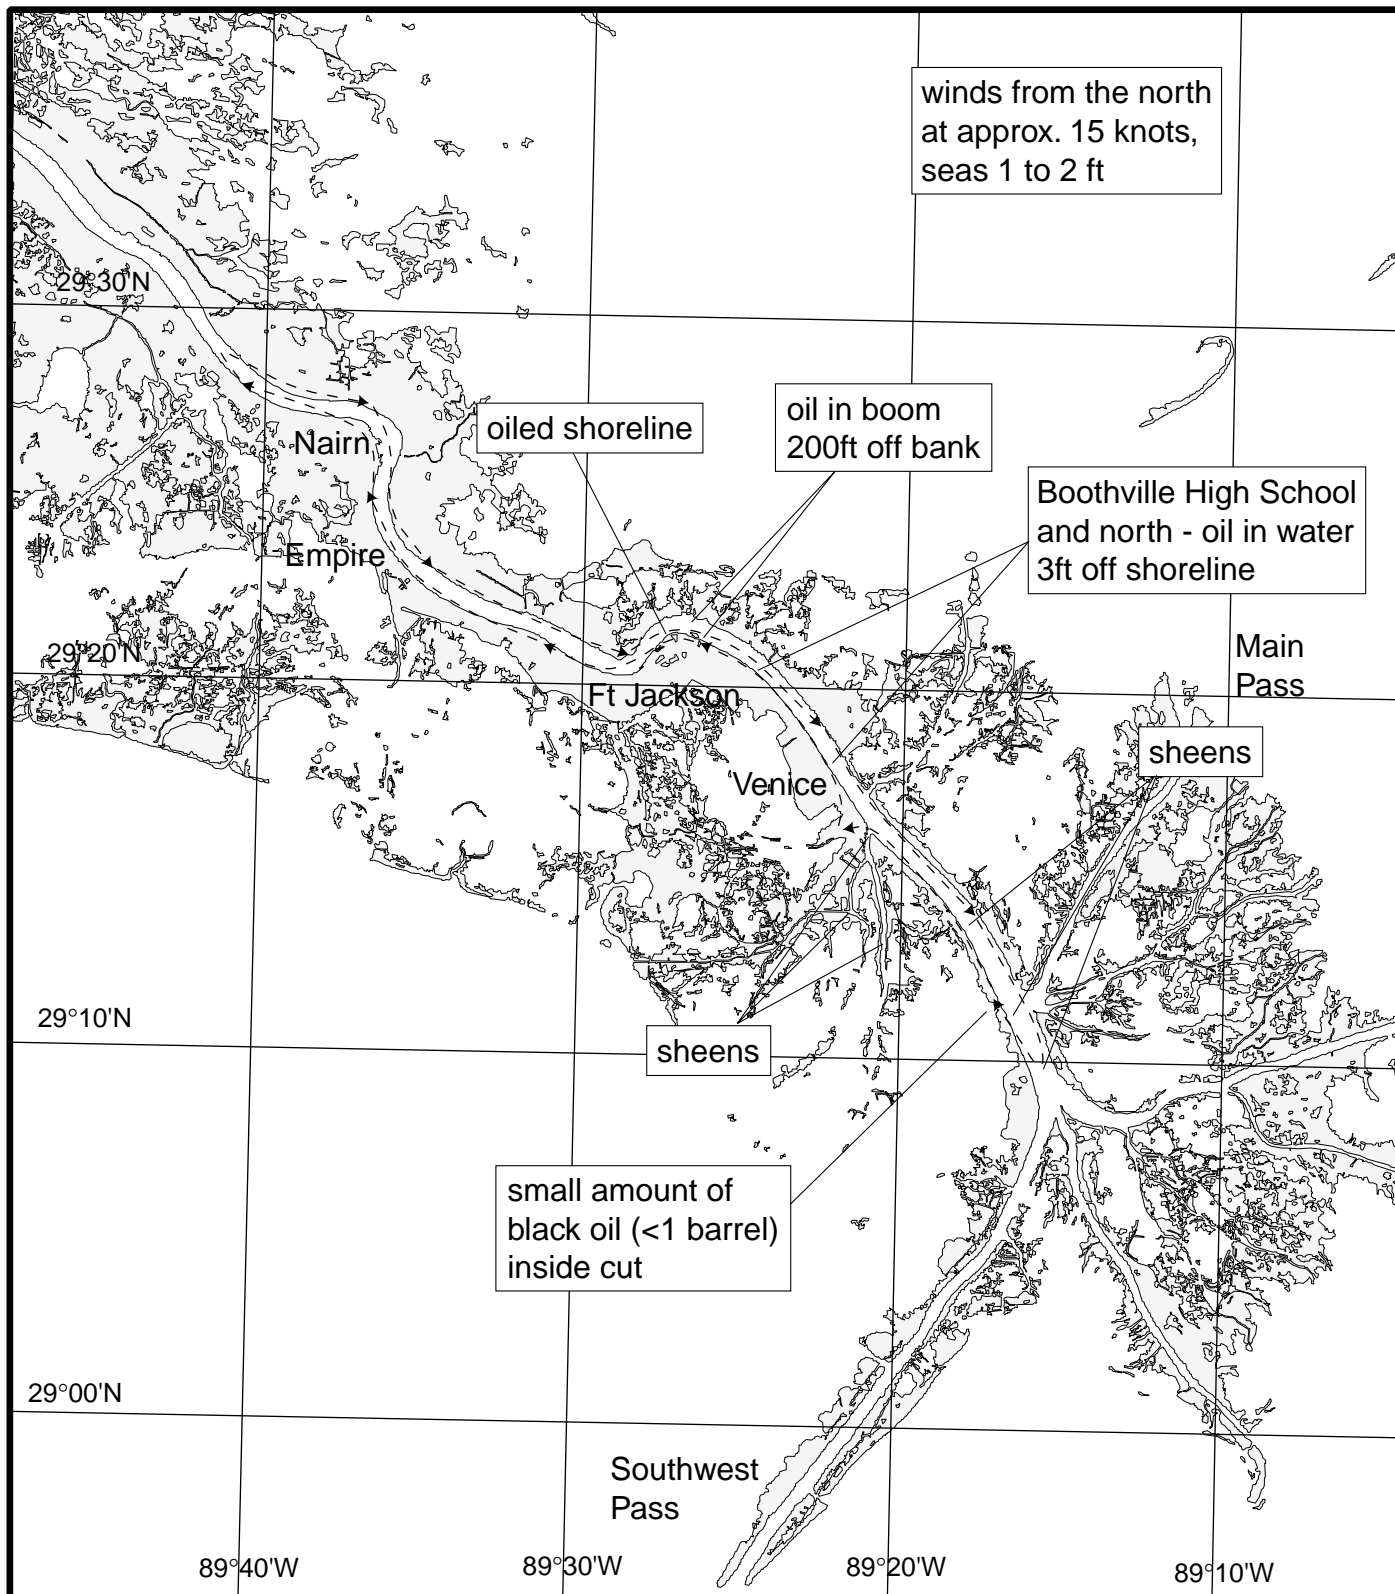 winds from the north
at approx. 15 knots,
seas 1 to 2 ft
29°30'N
oil in boom
200ft off bank
oiled shoreline
Nairn
Boothville High School
and north - oil in water
3ft off shoreline
Empire
29°20'N
Main
Pass
Ft Jackson
sheens
Venice
29°10'N
sheens
small amount of
black oil (<1 barrel)
inside cut
29°00'N
Southwest
Pass
89°40'W
89°30'W
89°20'W
89°10'W